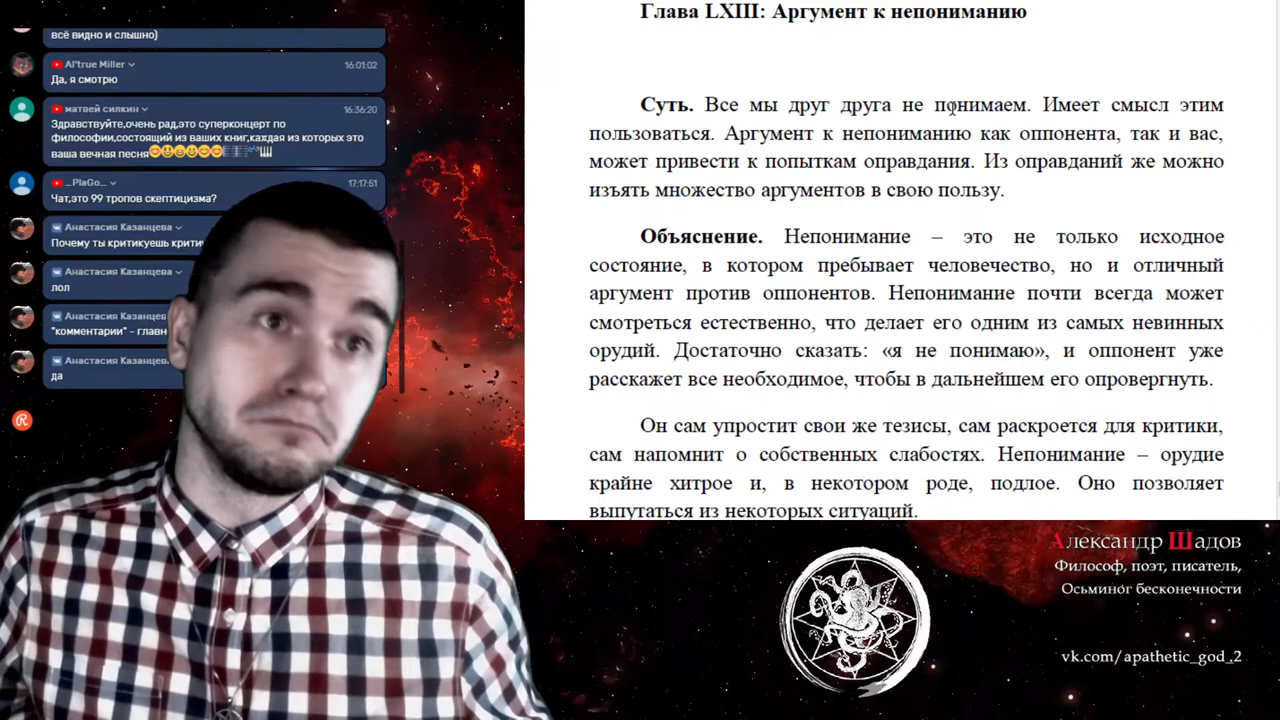 всё видно и слышно)
Al'true Miller
16:01:02
Да, я смотрю
матвей силкин
16:36:20
Здравствуйте,очень рад,это суперконцерт по
философии,состоящий из ваших книг,каждая из которых это
ваша вечная песня
_PlaGo_
17:17:51
Чат,это 99 тропов скептицизма?
Анастасия Казанцева
Почему ты критикуешь крити
Анастасия Казанцева
лол
Анастасия Казанцева
"комментарии" - главн
Анастасия Казанцева
да
Глава LXIII: Аргумент к непониманию
Суть. Все мы друг друга не понимаем. Имеет смысл этим
пользоваться. Аргумент к непониманию как оппонента, так и вас,
может привести к попыткам оправдания. Из оправданий же можно
изъять множество аргументов в свою пользу.
Объяснение. Непонимание – это не только исходное
состояние, в котором пребывает человечество, но и отличный
аргумент против оппонентов. Непонимание почти всегда может
смотреться естественно, что делает его одним из самых невинных
орудий. Достаточно сказать: «я не понимаю», и оппонент уже
расскажет все необходимое, чтобы в дальнейшем его опровергнуть.
Он сам упростит свои же тезисы, сам раскроется для критики,
сам напомнит о собственных слабостях. Непонимание – орудие
крайне хитрое и, в некотором роде, подлое. Оно позволяет
выпутаться из некоторых ситуаций.
Александр Шадов
Философ, поэт, писатель,
Осьминог бесконечности
vk.com/apathetic_god_2